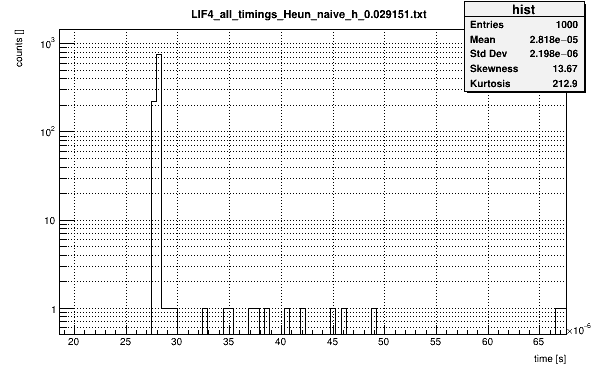 LIF4_all_timings_Heun_naive_h_0.029151.txt
hist
Entries 1000
Mean 2.818e−05
Std Dev 2.198e−06
Skewness 13.67
Kurtosis 212.9
counts []
10³
10²
10
1
20 25 30 35 40 45 50 55 60 65
×10⁻⁶
time [s]